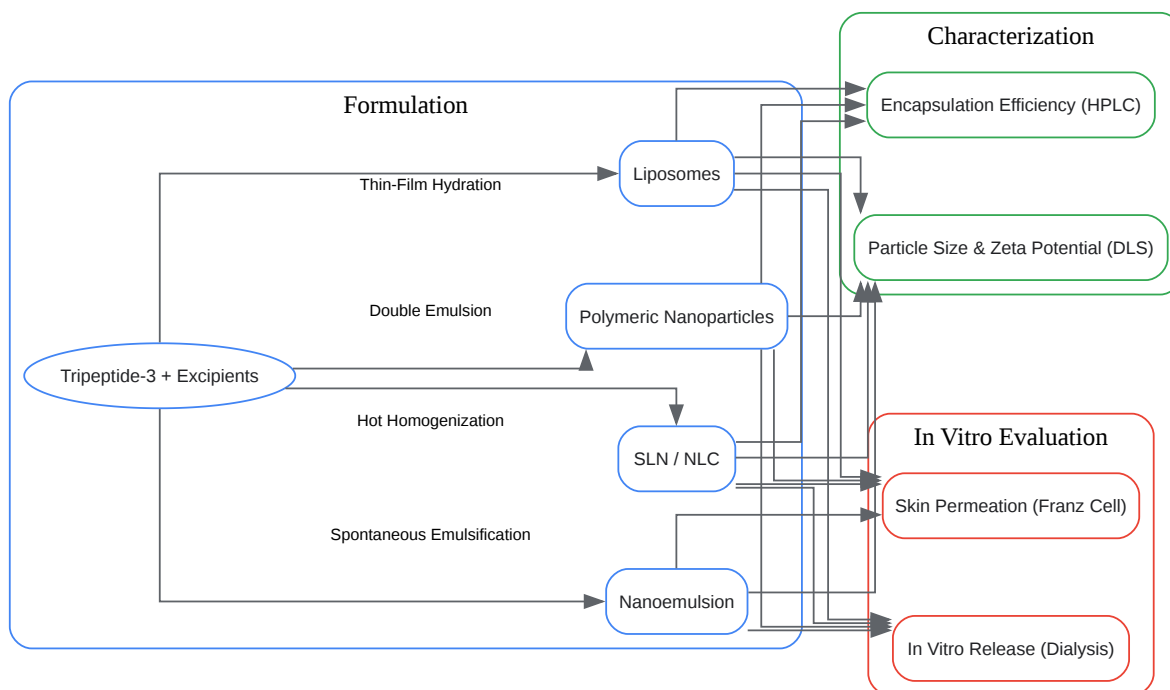 Characterization
Encapsulation Efficiency (HPLC)
Particle Size & Zeta Potential (DLS)
Formulation
Liposomes
Thin-Film Hydration
Double Emulsion
Polymeric Nanoparticles
Tripeptide-3 + Excipients
Hot Homogenization
SLN / NLC
Spontaneous Emulsification
Nanoemulsion
In Vitro Evaluation
Skin Permeation (Franz Cell)
In Vitro Release (Dialysis)